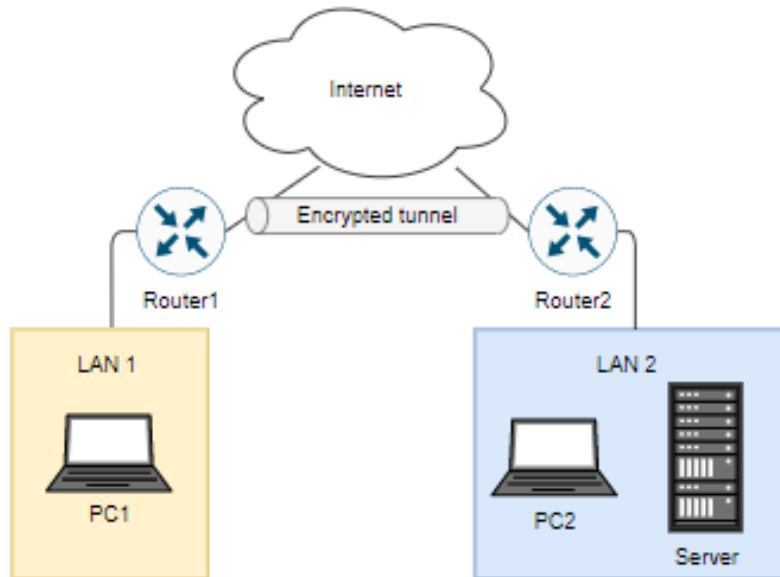 Internet
Encrypted tunnel
Router1
Router2
LAN 1
LAN 2
PC1
PC2
Server